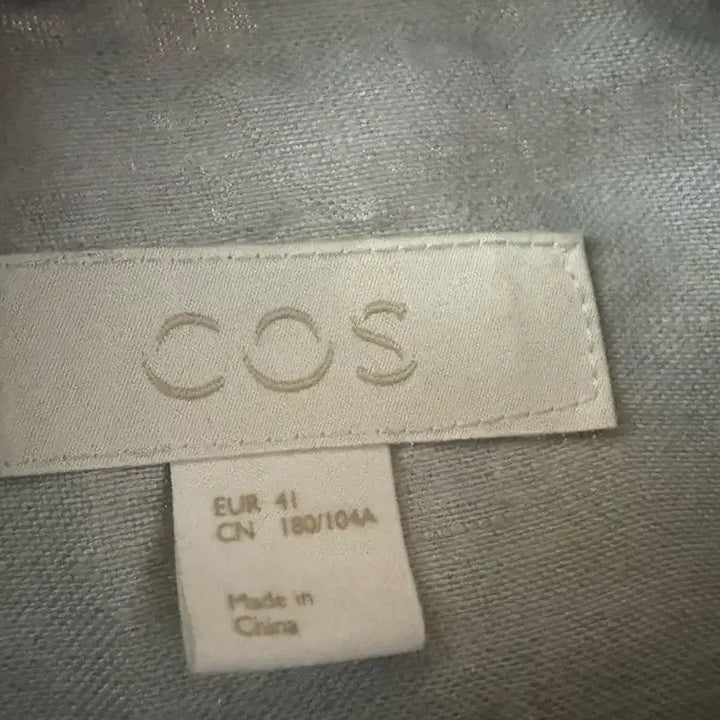 COS
EUR 41
CN 180/104A
Made in
China